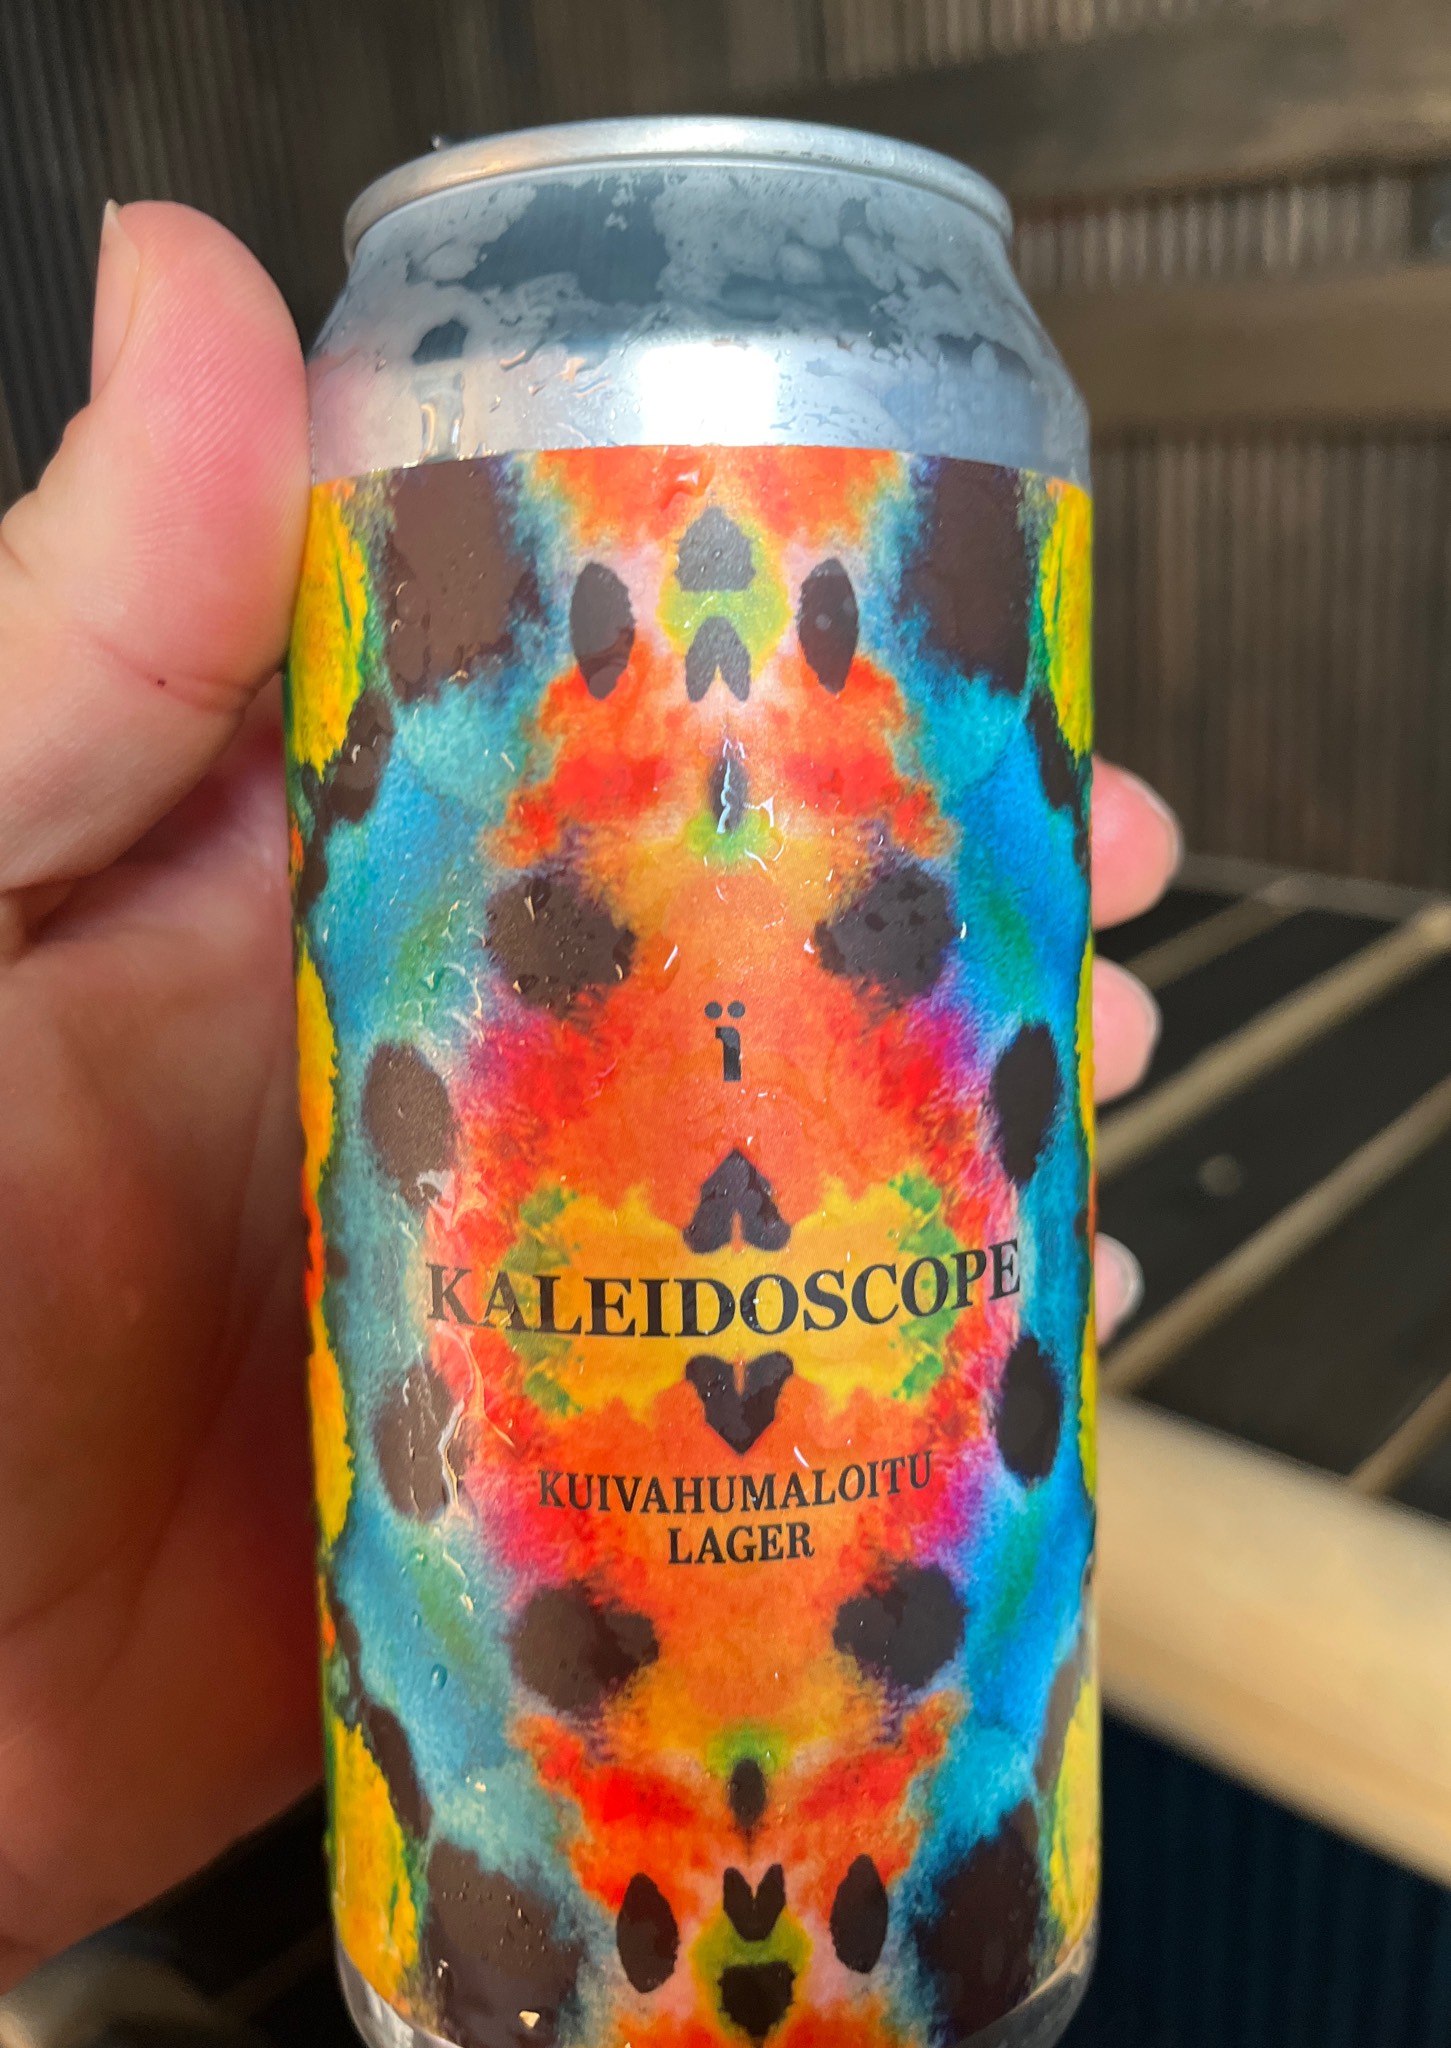 ï
KALEIDOSCOPE
KUIVAHUMALOITU
LAGER